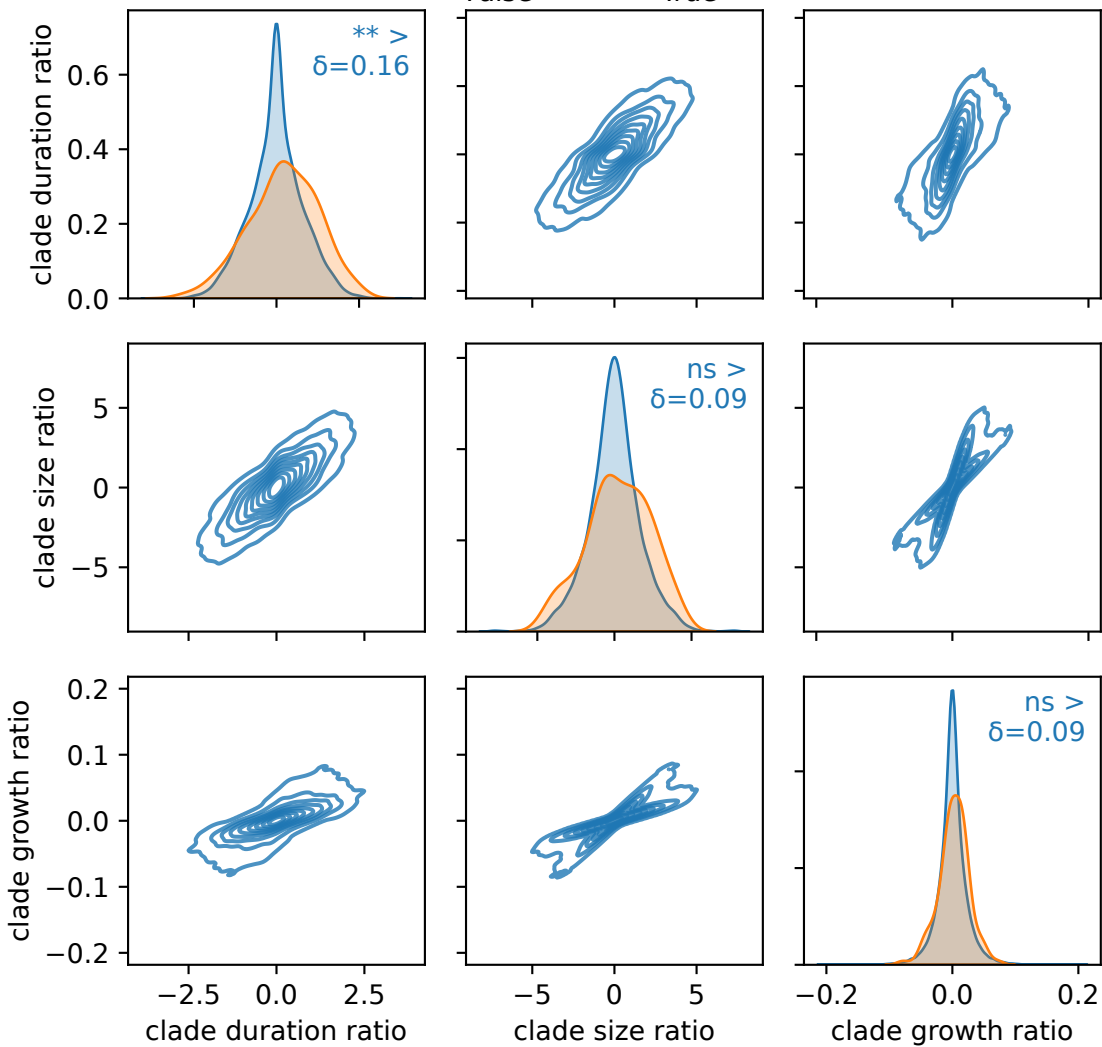 ** >
δ=0.16
clade duration ratio
0.6
0.4
0.2
0.0
ns >
δ=0.09
clade size ratio
5
0
−5
ns >
δ=0.09
clade growth ratio
0.2
0.1
0.0
−0.1
−0.2
−2.5 0.0 2.5
−5 0 5
−0.2 0.0 0.2
clade duration ratio
clade size ratio
clade growth ratio